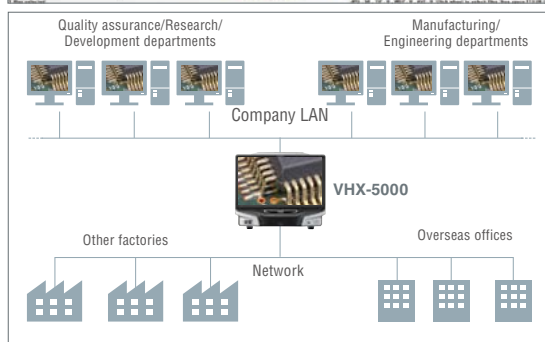 Quality assurance/Research/
Development departments
Manufacturing/
Engineering departments
Company LAN
VHX-5000
Other factories
Overseas offices
Network